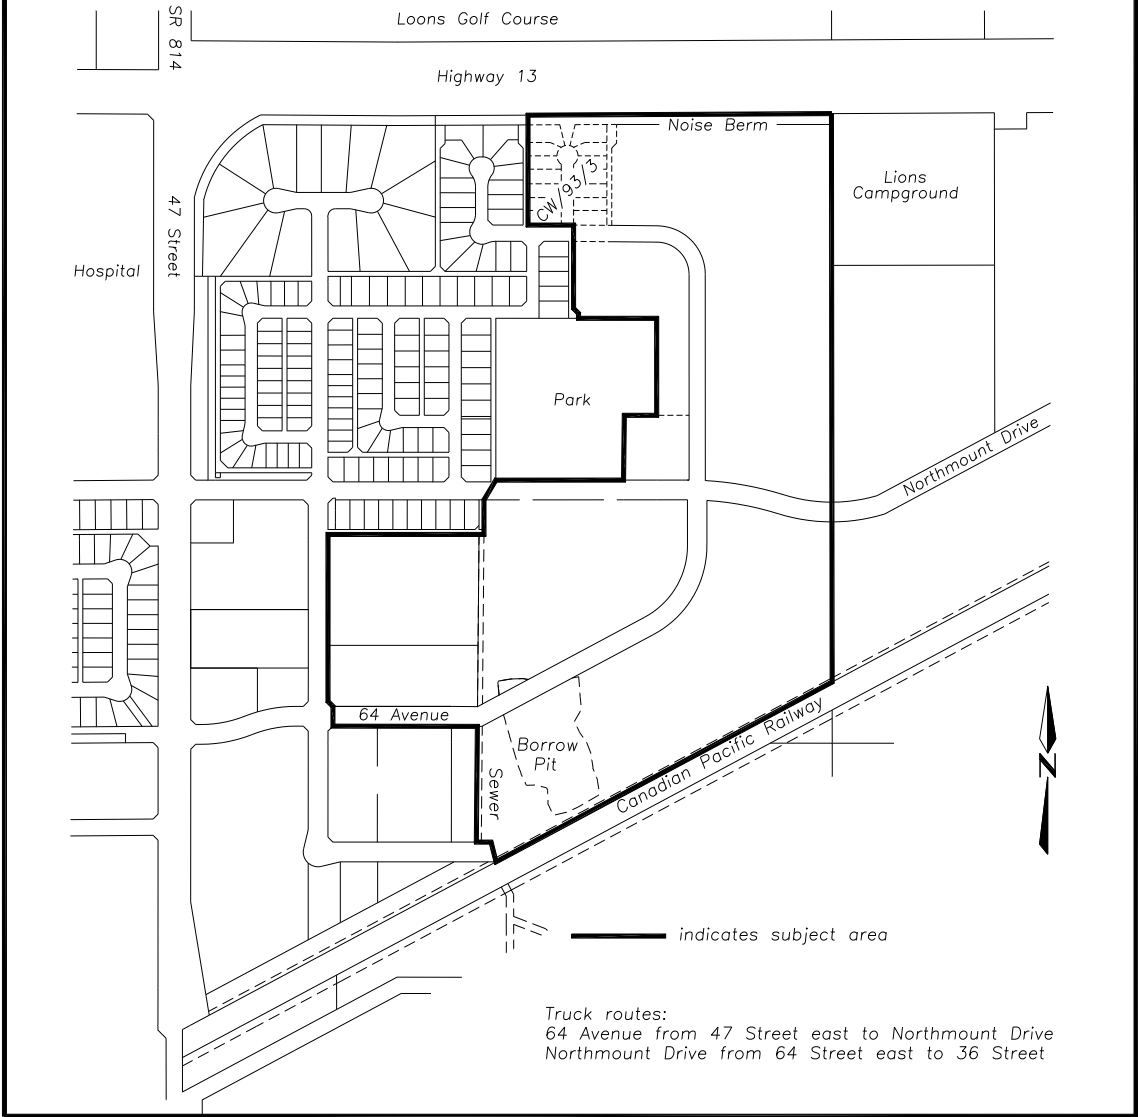 Loons Golf Course
SR 814
Highway 13
Noise Berm
CW/93/3
Lions
Campground
47 Street
Hospital
Park
Northmount Drive
64 Avenue
Borrow
Pit
Sewer
Canadian Pacific Railway
N
indicates subject area
Truck routes:
64 Avenue from 47 Street east to Northmount Drive
Northmount Drive from 64 Street east to 36 Street